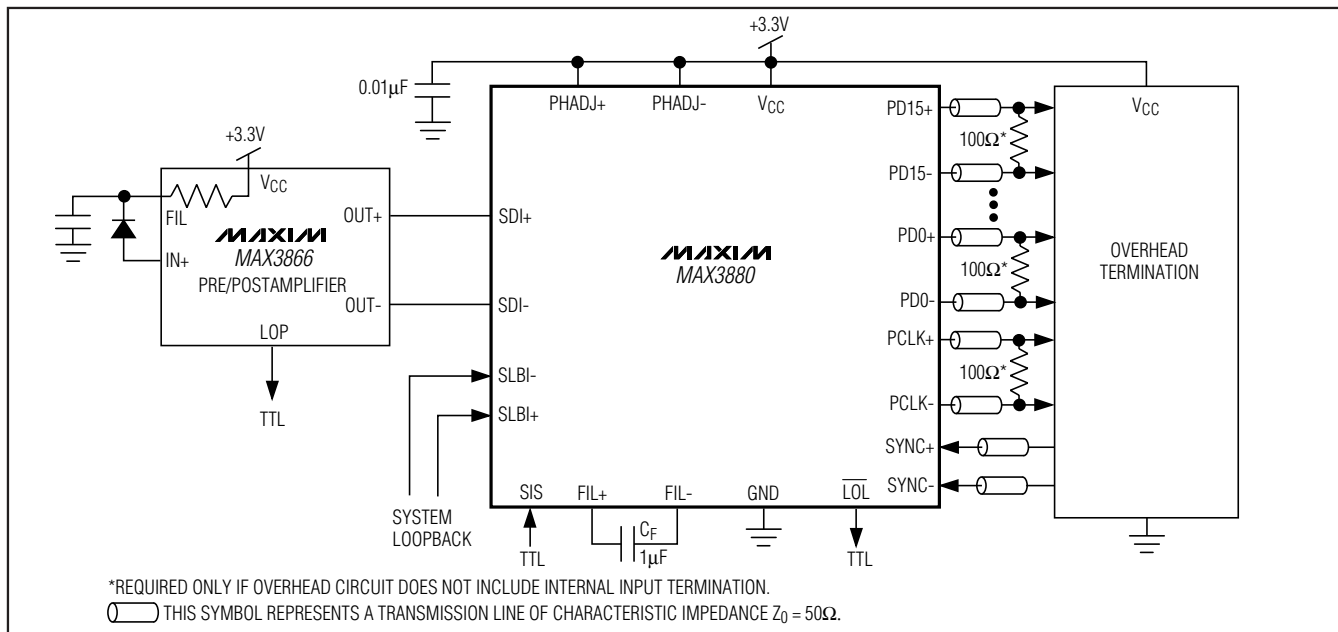 +3.3V
0.01µF
PHADJ+ PHADJ- VCC
PD15+
100Ω*
PD15-
VCC
+3.3V
VCC
FIL
OUT+
SDI+
MAXIM
MAX3866
PRE/POSTAMPLIFIER
IN+
OUT-
SDI-
LOP
TTL
MAXIM
MAX3880
PD0+
100Ω*
PD0-
OVERHEAD
TERMINATION
SLBI-
SLBI+
PCLK+
100Ω*
PCLK-
SYNC+
SYNC-
SYSTEM
LOOPBACK
SIS FIL+ FIL- GND LOL
TTL
CF
1µF
TTL
*REQUIRED ONLY IF OVERHEAD CIRCUIT DOES NOT INCLUDE INTERNAL INPUT TERMINATION.
THIS SYMBOL REPRESENTS A TRANSMISSION LINE OF CHARACTERISTIC IMPEDANCE Z0 = 50Ω.